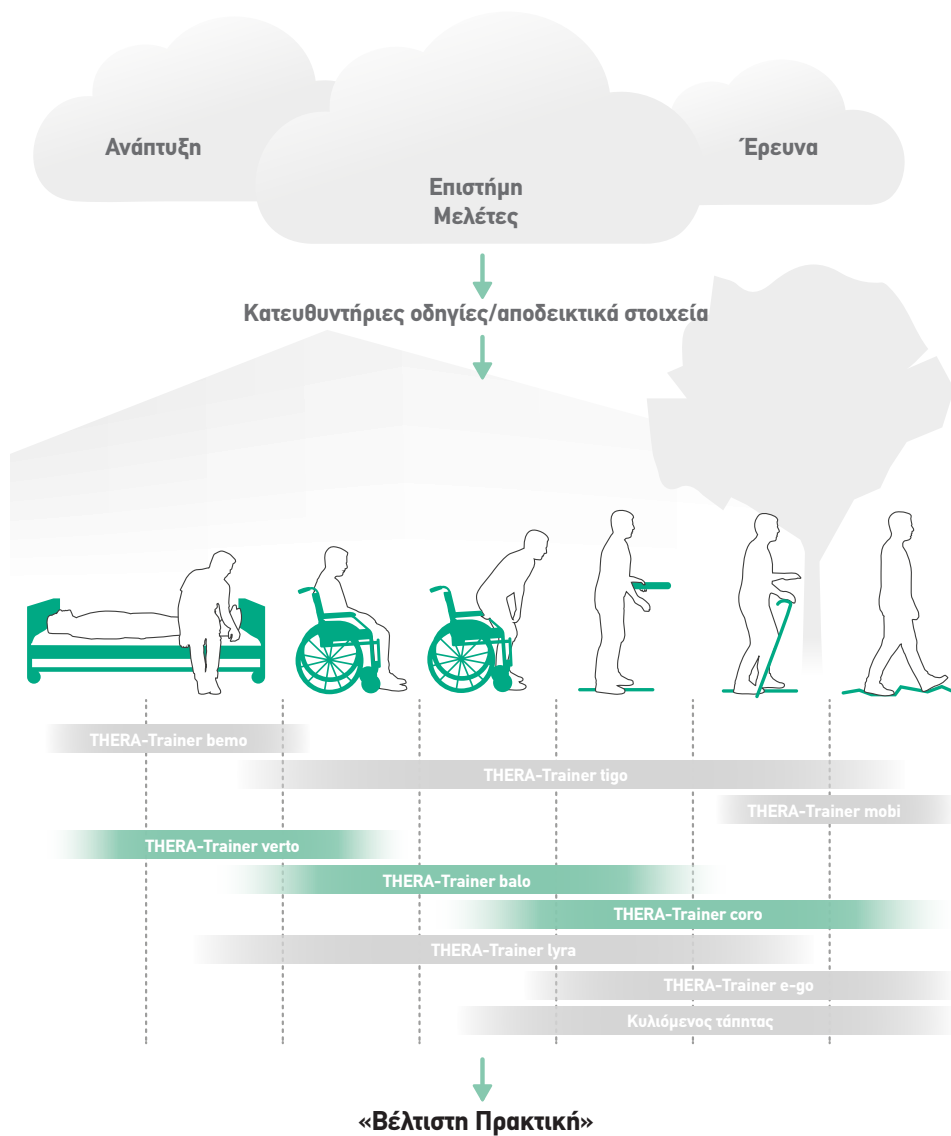 Ανάπτυξη
Έρευνα
Επιστήμη
Μελέτες
Κατευθυντήριες οδηγίες/αποδεικτικά στοιχεία
THERA-Trainer bemo
THERA-Trainer tigo
THERA-Trainer mobi
THERA-Trainer verto
THERA-Trainer balo
THERA-Trainer coro
THERA-Trainer lyra
THERA-Trainer e-go
Κυλιόμενος τάπητας
«Βέλτιστη Πρακτική»